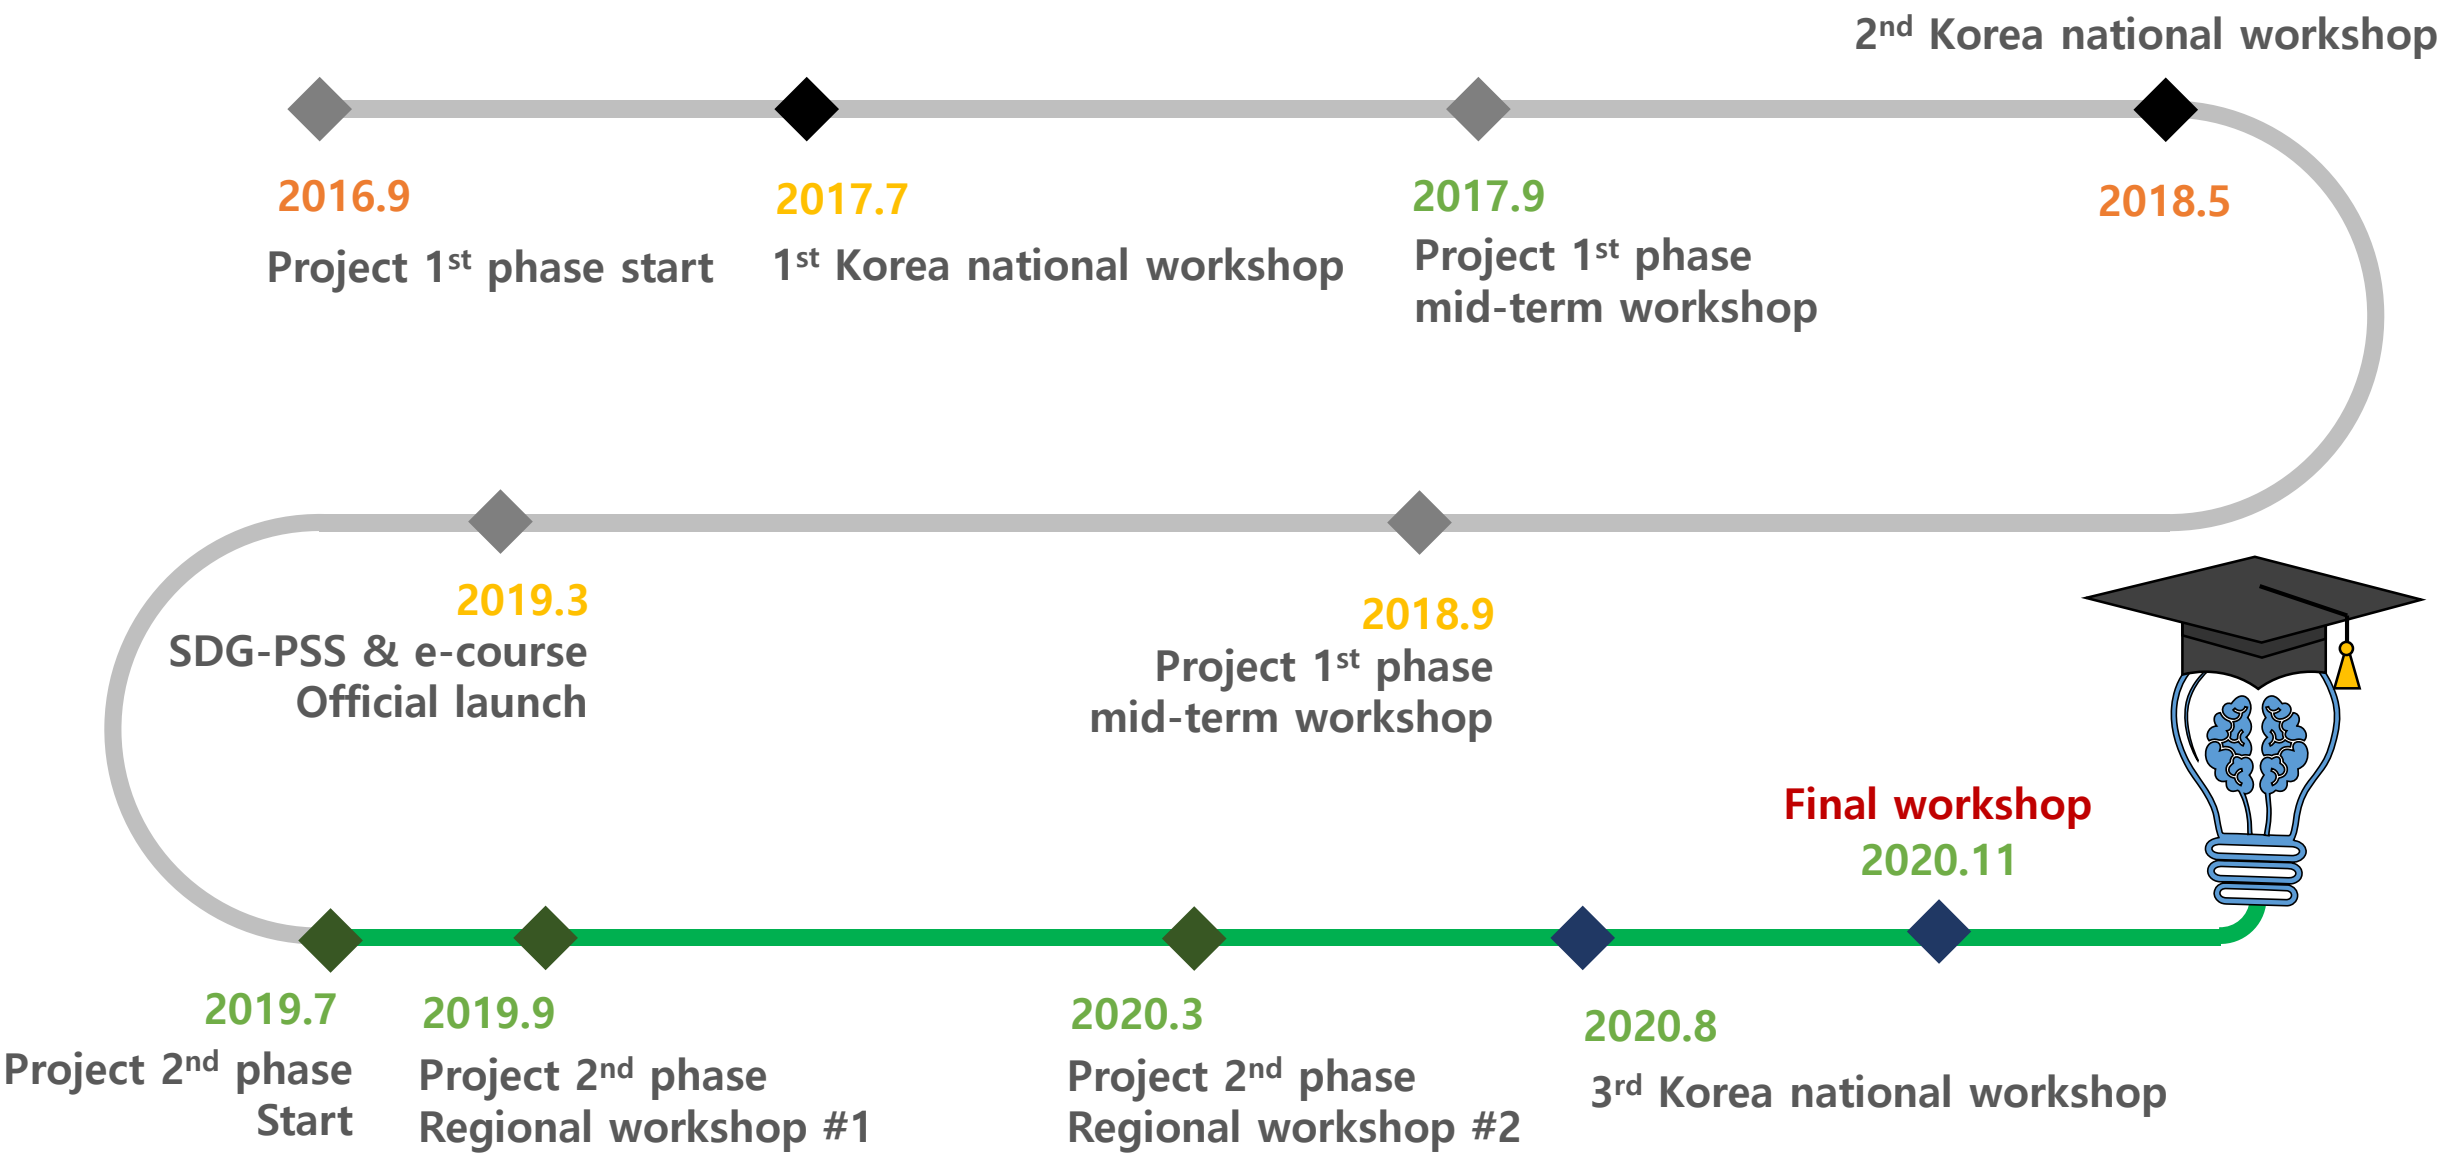 2nd Korea national workshop
2016.9
Project 1st phase start
2017.7
1st Korea national workshop
2017.9
Project 1st phase
mid-term workshop
2018.5
2019.3
SDG-PSS & e-course
Official launch
2018.9
Project 1st phase
mid-term workshop
Final workshop
2020.11
2019.7
Project 2nd phase
Start
2019.9
Project 2nd phase
Regional workshop #1
2020.3
Project 2nd phase
Regional workshop #2
2020.8
3rd Korea national workshop